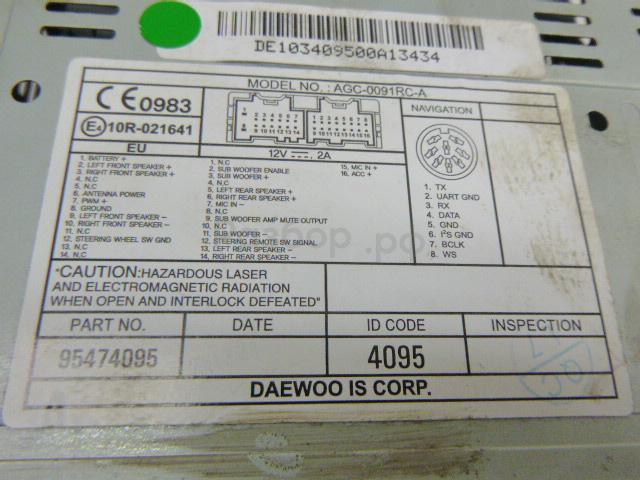 DE103409500A13434
MODEL NO. : AGC-0091RC-A
CE0983
E4 10R-021641
EU
12V 2A
NAVIGATION
1. BATTERY +
2. LEFT FRONT SPEAKER +
3. RIGHT FRONT SPEAKER +
4. N.C
5. N.C
6. ANTENNA POWER
7. PWM +
8. GROUND
9. LEFT FRONT SPEAKER −
10. RIGHT FRONT SPEAKER −
11. N.C
12. STEERING WHEEL SW GND
13. N.C
14. N.C
1. N.C
2. SUB WOOFER ENABLE
3. SUB WOOFER +
4. N.C
5. LEFT REAR SPEAKER +
6. RIGHT REAR SPEAKER +
7. MIC IN −
8. N.C
9. SUB WOOFER AMP MUTE OUTPUT
10. N.C
11. SUB WOOFER −
12. STEERING REMOTE SW SIGNAL
13. LEFT REAR SPEAKER −
14. RIGHT REAR SPEAKER −
15. MIC IN +
16. ACC +
1. TX
2. UART GND
3. RX
4. DATA
5. GND
6. I²S GND
7. BCLK
8. WS
"CAUTION:HAZARDOUS LASER
AND ELECTROMAGNETIC RADIATION
WHEN OPEN AND INTERLOCK DEFEATED"
PART NO. DATE ID CODE INSPECTION
95474095 4095
DAEWOO IS CORP.